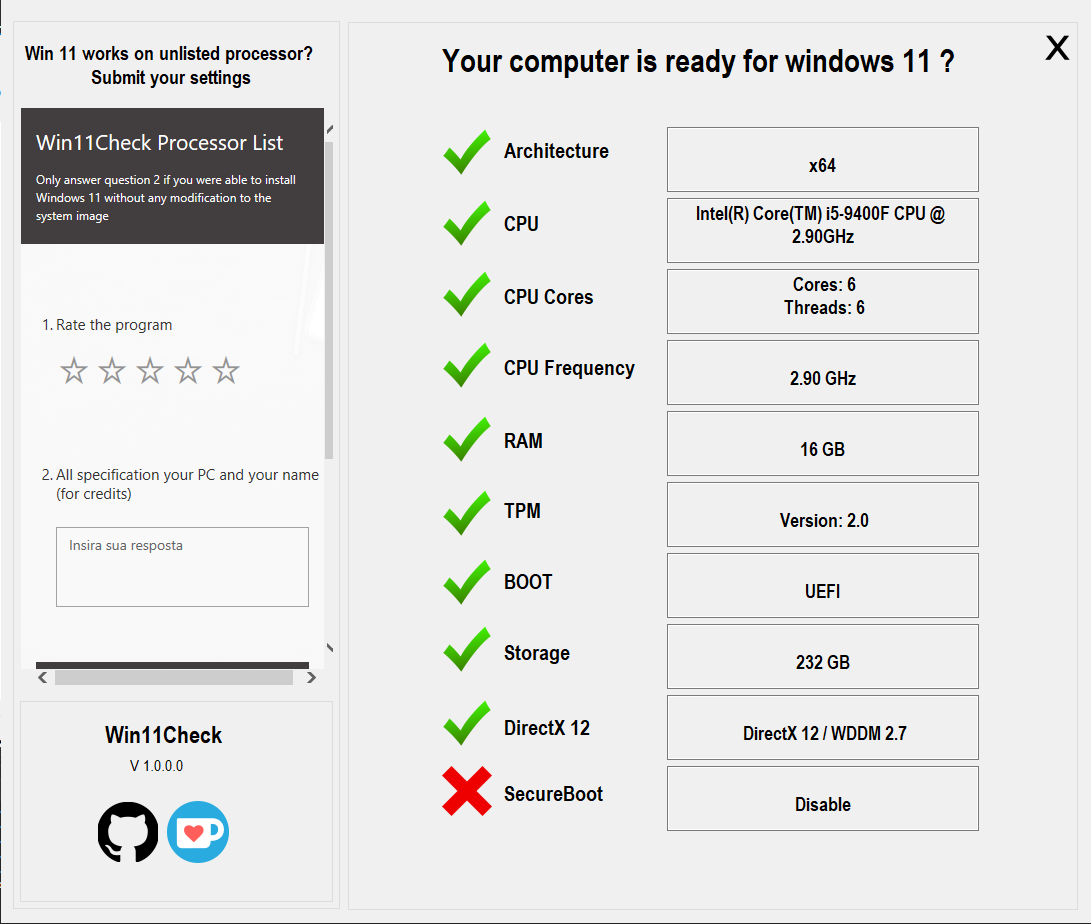 Win 11 works on unlisted processor?
Submit your settings
Win11Check Processor List
Only answer question 2 if you were able to install
Windows 11 without any modification to the
system image
1. Rate the program
2. All specification your PC and your name
(for credits)
Insira sua resposta
Win11Check
V 1.0.0.0
Your computer is ready for windows 11 ?
X
Architecture
x64
CPU
Intel(R) Core(TM) i5-9400F CPU @
2.90GHz
CPU Cores
Cores: 6
Threads: 6
CPU Frequency
2.90 GHz
RAM
16 GB
TPM
Version: 2.0
BOOT
UEFI
Storage
232 GB
DirectX 12
DirectX 12 / WDDM 2.7
SecureBoot
Disable